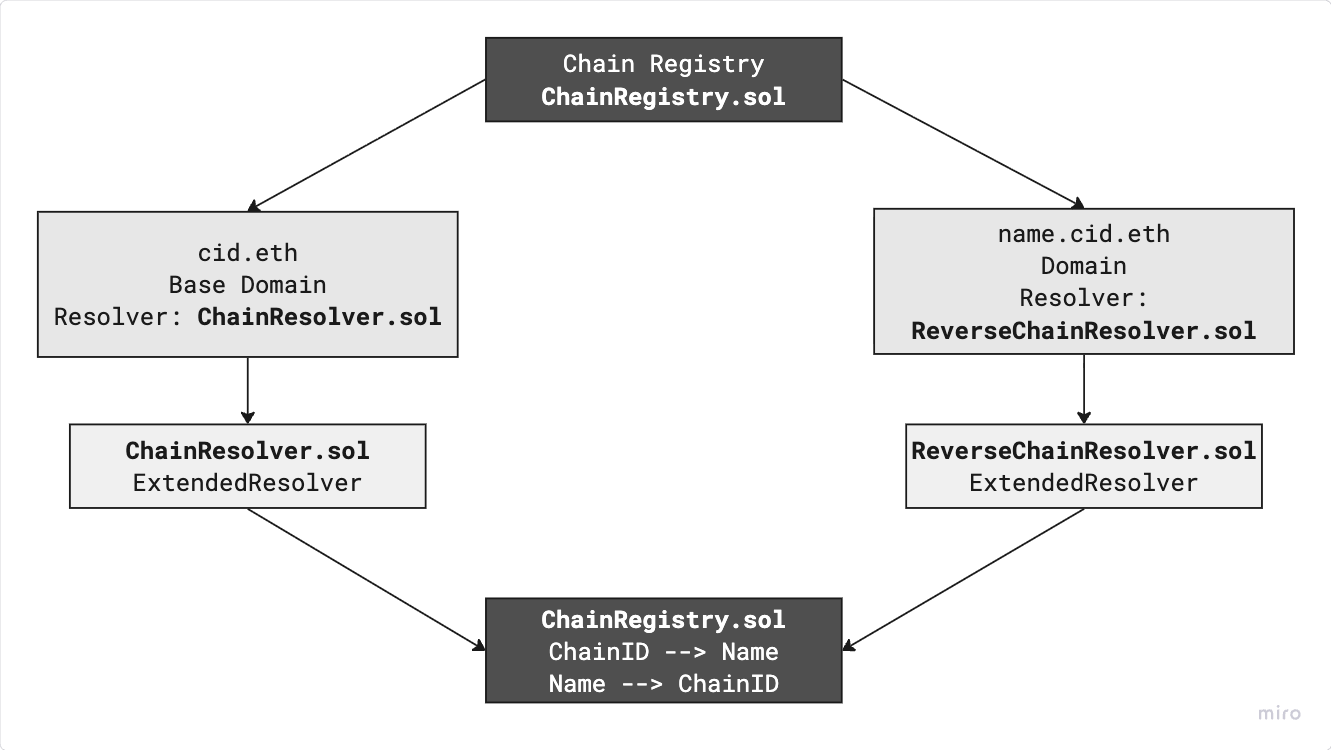 Chain Registry
ChainRegistry.sol
cid.eth
Base Domain
Resolver: ChainResolver.sol
name.cid.eth
Domain
Resolver:
ReverseChainResolver.sol
ChainResolver.sol
ExtendedResolver
ReverseChainResolver.sol
ExtendedResolver
ChainRegistry.sol
ChainID --> Name
Name --> ChainID
miro